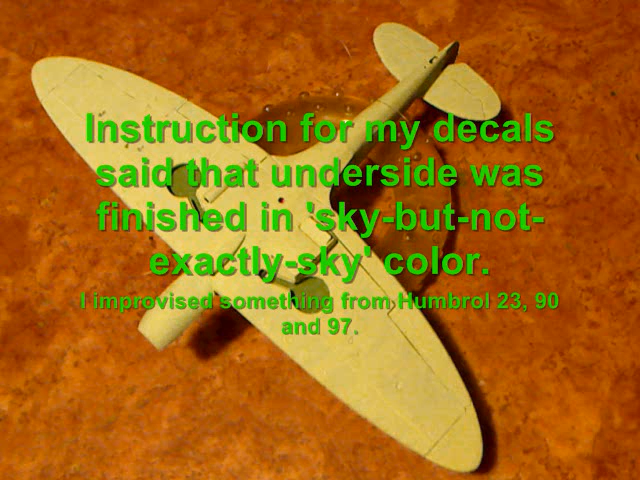 Instruction for my decals
said that underside was
finished in 'sky-but-not-
exactly-sky' color.
I improvised something from Humbrol 23, 90
and 97.